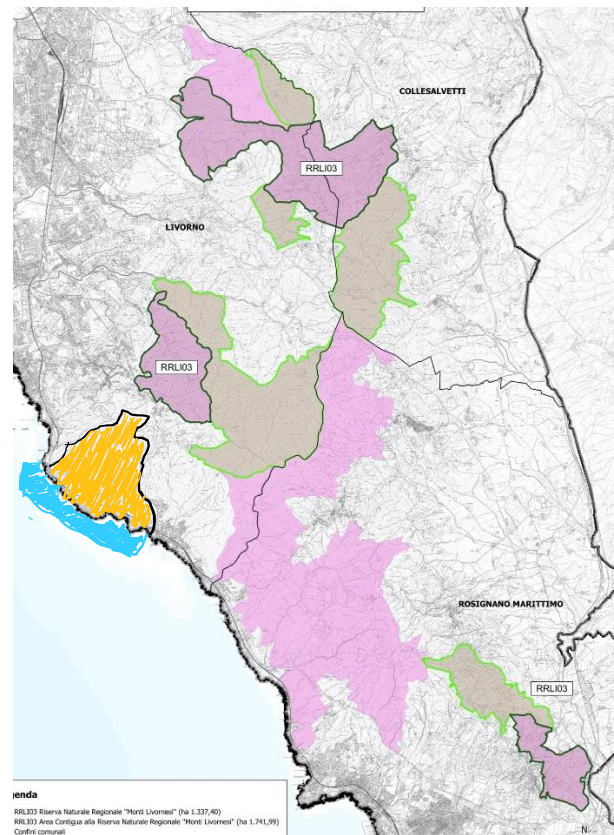 COLLESALVETTI
RRLI03
LIVORNO
RRLI03
ROSIGNANO MARITTIMO
RRLI03
enda
RRLI03 Riserva Naturale Regionale "Monti Livornesi" (ha 1.337,40)
RRLI03 Area Contigua alla Riserva Naturale Regionale "Monti Livornesi" (ha 1.741,99)
Confini comunali
N